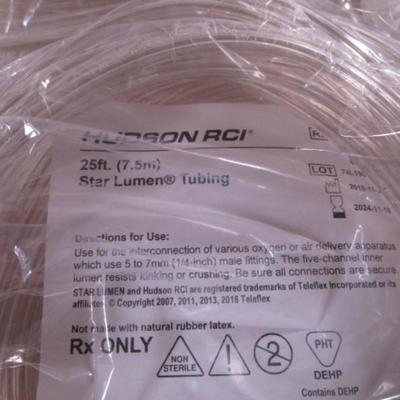 HUDSON RCI®
25ft. (7.5m)
Star Lumen® Tubing
LOT
2024-11-
Directions for Use:
Use for the interconnection of various oxygen or air delivery apparatus
which use 5 to 7mm (1/4-inch) male fittings. The five-channel inner
lumen resists kinking or crushing. Be sure all connections are secure.
STAR LUMEN and Hudson RCI are registered trademarks of Teleflex Incorporated or its
affiliates. © Copyright 2007, 2011, 2013, 2018 Teleflex
Not made with natural rubber latex.
Rx ONLY
NON
STERILE
!
2
PHT
DEHP
Contains DEHP